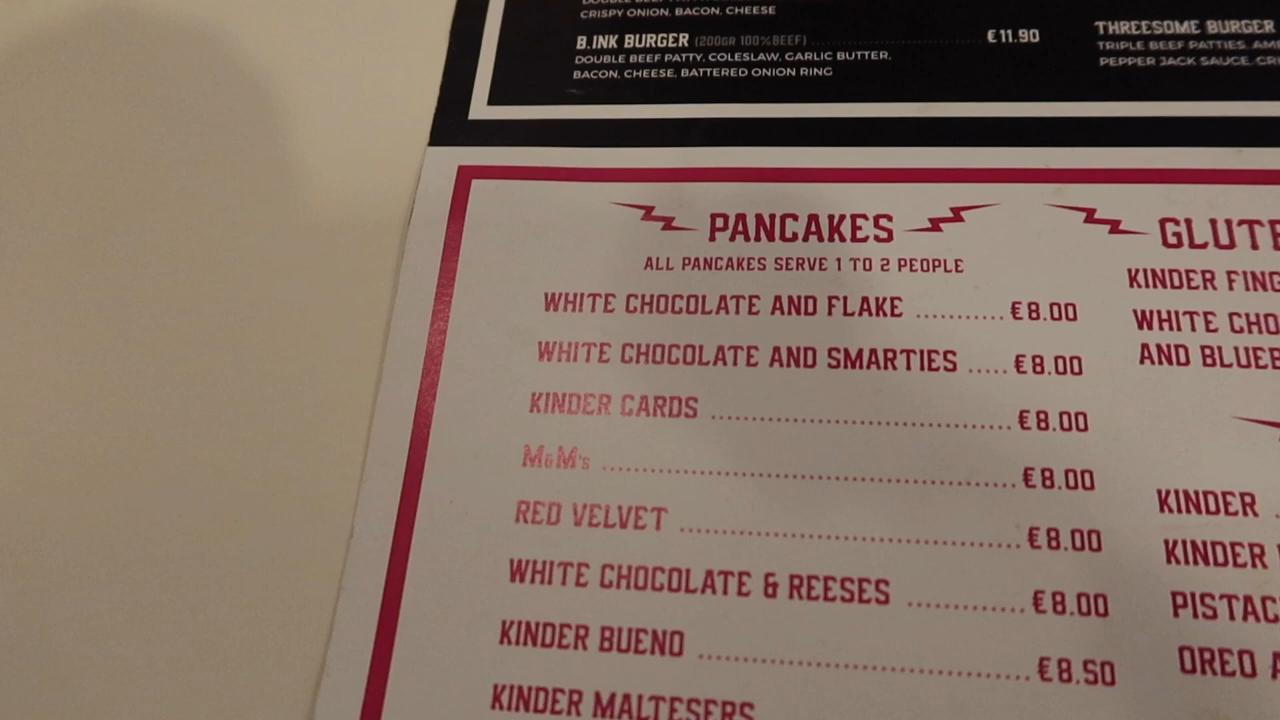 CRISPY ONION, BACON, CHEESE
B.INK BURGER (200GR 100%BEEF) €11.90
DOUBLE BEEF PATTY, COLESLAW, GARLIC BUTTER,
BACON, CHEESE, BATTERED ONION RING
THREESOME BURGER
TRIPLE BEEF PATTIES,
PEPPER JACK SAUCE,
PANCAKES
ALL PANCAKES SERVE 1 TO 2 PEOPLE
WHITE CHOCOLATE AND FLAKE .......... €8.00
WHITE CHOCOLATE AND SMARTIES ..... €8.00
KINDER CARDS .......... €8.00
M&M's .......... €8.00
RED VELVET .......... €8.00
WHITE CHOCOLATE & REESES .......... €8.00
KINDER BUENO .......... €8.50
KINDER MALTESERS
KINDER
WHITE
AND
KINDER
KINDER
OREO